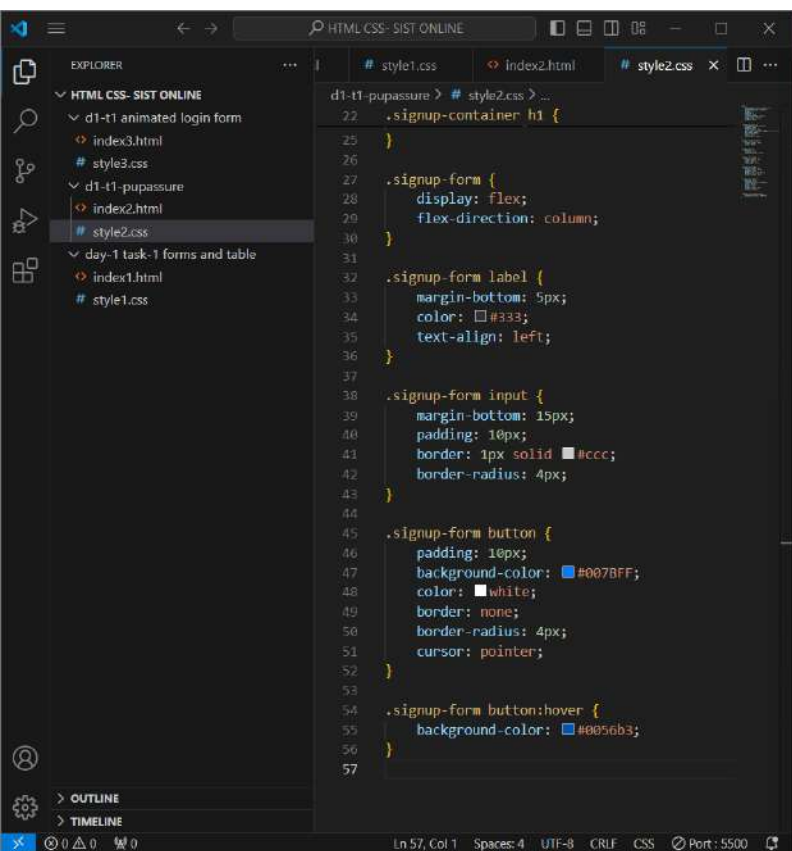 HTML CSS- SIST ONLINE
EXPLORER
HTML CSS- SIST ONLINE
d1-t1 animated login form
index3.html
# style3.css
d1-t1-pupassure
index2.html
# style2.css
day-1 task-1 forms and table
index1.html
# style1.css
OUTLINE
TIMELINE
# style1.css index2.html # style2.css
d1-t1-pupassure > # style2.css > ...
22 .signup-container h1 {
25 }
26
27 .signup-form {
28 display: flex;
29 flex-direction: column;
30 }
31
32 .signup-form label {
33 margin-bottom: 5px;
34 color: #333;
35 text-align: left;
36 }
37
38 .signup-form input {
39 margin-bottom: 15px;
40 padding: 10px;
41 border: 1px solid #ccc;
42 border-radius: 4px;
43 }
44
45 .signup-form button {
46 padding: 10px;
47 background-color: #007BFF;
48 color: white;
49 border: none;
50 border-radius: 4px;
51 cursor: pointer;
52 }
53
54 .signup-form button:hover {
55 background-color: #0056b3;
56 }
57
0 0 0 Ln 57, Col 1 Spaces: 4 UTF-8 CRLF CSS Port : 5500